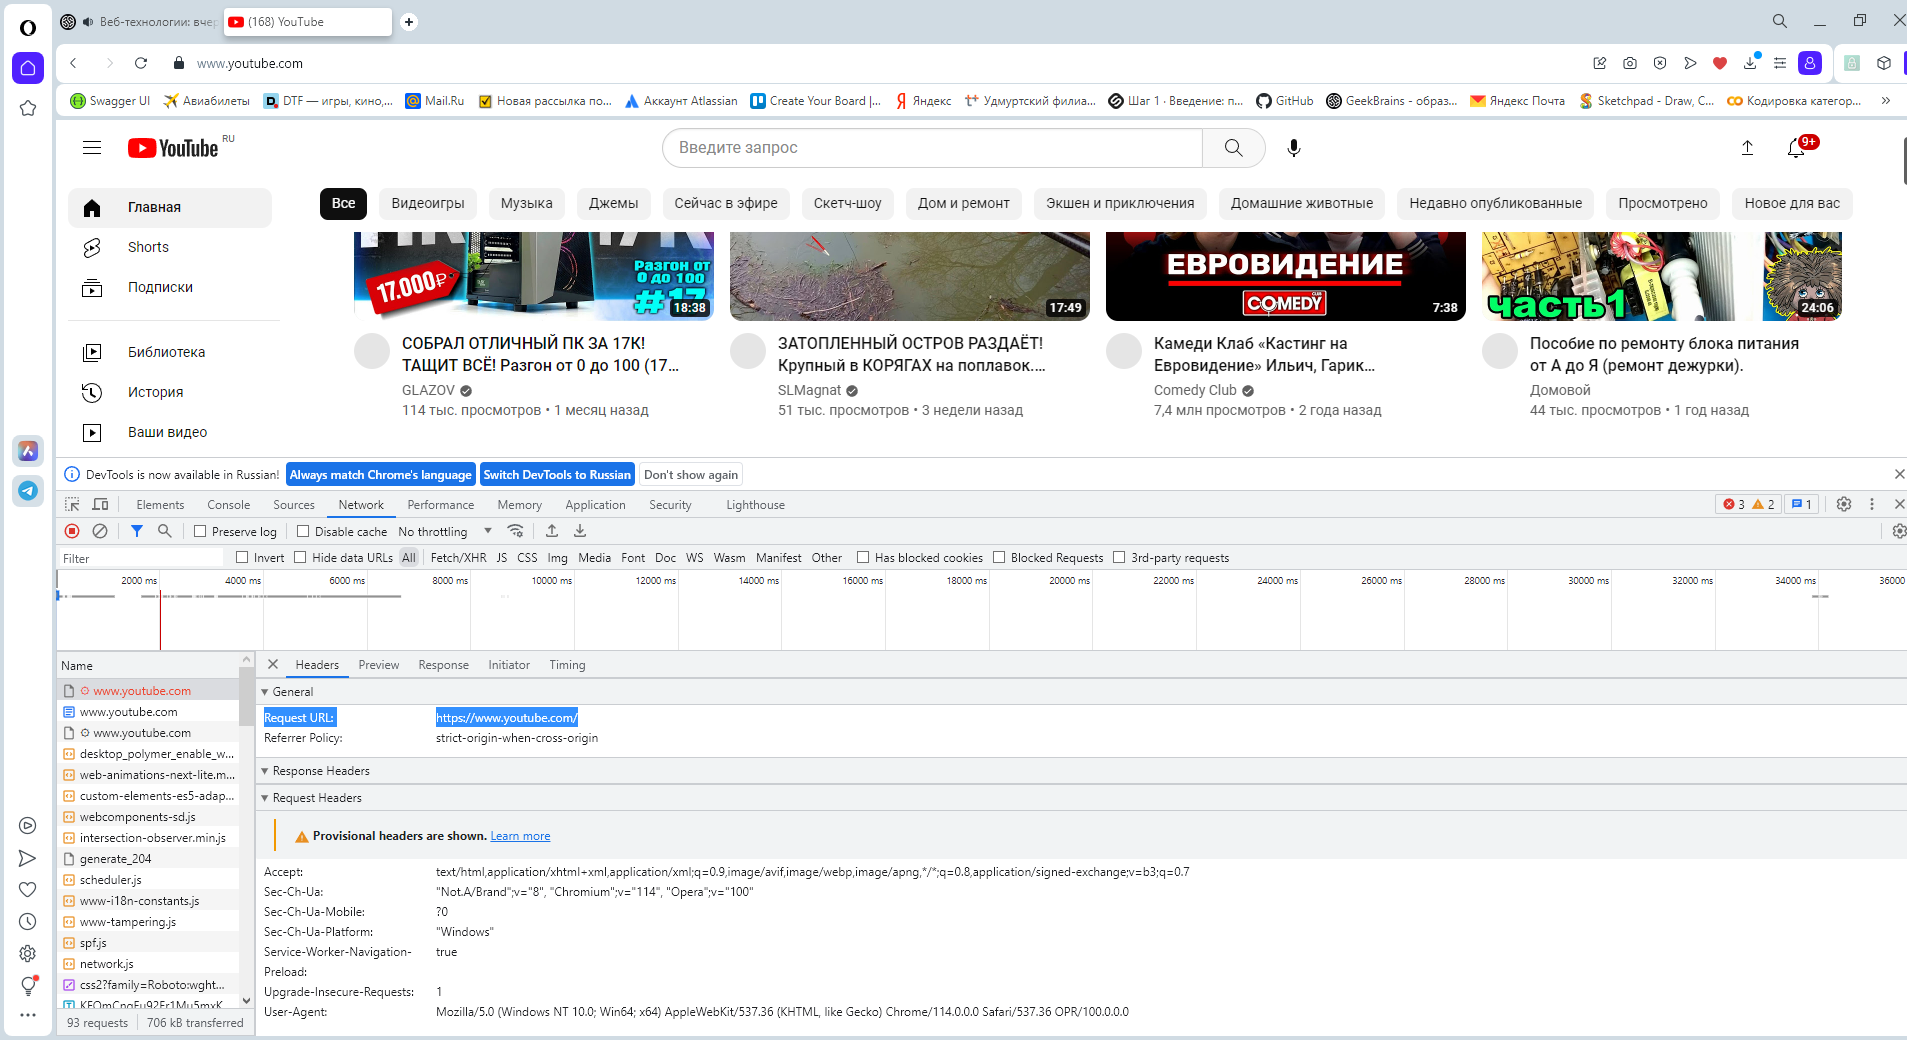 Веб-технологии: вчер
(168) YouTube
www.youtube.com
Swagger UI
Авиабилеты
DTF — игры, кино,...
Mail.Ru
Новая рассылка по...
Аккаунт Atlassian
Create Your Board |...
Яндекс
Удмуртский филиа...
Шаг 1 · Введение: п...
GitHub
GeekBrains - образ...
Яндекс Почта
Sketchpad - Draw, C...
Кодировка категор...
»
YouTube RU
Введите запрос
9+
Главная
Shorts
Подписки
Библиотека
История
Ваши видео
Все
Видеоигры
Музыка
Джемы
Сейчас в эфире
Скетч-шоу
Дом и ремонт
Экшен и приключения
Домашние животные
Недавно опубликованные
Просмотрено
Новое для вас
17.000₽
Разгон от
0 до 100
#17
18:38
17:49
ЕВРОВИДЕНИЕ
COMEDY
CLUB
7:38
часть1
24:06
СОБРАЛ ОТЛИЧНЫЙ ПК ЗА 17К!
ТАЩИТ ВСЁ! Разгон от 0 до 100 (17...
GLAZOV
114 тыс. просмотров • 1 месяц назад
ЗАТОПЛЕННЫЙ ОСТРОВ РАЗДАЁТ!
Крупный в КОРЯГАХ на поплавок....
SLMagnat
51 тыс. просмотров • 3 недели назад
Камеди Клаб «Кастинг на
Евровидение» Ильич, Гарик...
Comedy Club
7,4 млн просмотров • 2 года назад
Пособие по ремонту блока питания
от А до Я (ремонт дежурки).
Домовой
44 тыс. просмотров • 1 год назад
DevTools is now available in Russian!
Always match Chrome's language
Switch DevTools to Russian
Don't show again
Elements
Console
Sources
Network
Performance
Memory
Application
Security
Lighthouse
3
2
1
Preserve log
Disable cache
No throttling
Filter
Invert
Hide data URLs
All
Fetch/XHR
JS
CSS
Img
Media
Font
Doc
WS
Wasm
Manifest
Other
Has blocked cookies
Blocked Requests
3rd-party requests
2000 ms
4000 ms
6000 ms
8000 ms
10000 ms
12000 ms
14000 ms
16000 ms
18000 ms
20000 ms
22000 ms
24000 ms
26000 ms
28000 ms
30000 ms
32000 ms
34000 ms
36000
Name
www.youtube.com
www.youtube.com
www.youtube.com
desktop_polymer_enable_w...
web-animations-next-lite.m...
custom-elements-es5-adap...
webcomponents-sd.js
intersection-observer.min.js
generate_204
scheduler.js
www-i18n-constants.js
www-tampering.js
spf.js
network.js
css2?family=Roboto:wght...
93 requests
706 kB transferred
Headers
Preview
Response
Initiator
Timing
General
Request URL: https://www.youtube.com/
Referrer Policy: strict-origin-when-cross-origin
Response Headers
Request Headers
Provisional headers are shown. Learn more
Accept: text/html,application/xhtml+xml,application/xml;q=0.9,image/avif,image/webp,image/apng,*/*;q=0.8,application/signed-exchange;v=b3;q=0.7
Sec-Ch-Ua: "Not.A/Brand";v="8", "Chromium";v="114", "Opera";v="100"
Sec-Ch-Ua-Mobile: ?0
Sec-Ch-Ua-Platform: "Windows"
Service-Worker-Navigation- true
Preload:
Upgrade-Insecure-Requests: 1
User-Agent: Mozilla/5.0 (Windows NT 10.0; Win64; x64) AppleWebKit/537.36 (KHTML, like Gecko) Chrome/114.0.0.0 Safari/537.36 OPR/100.0.0.0